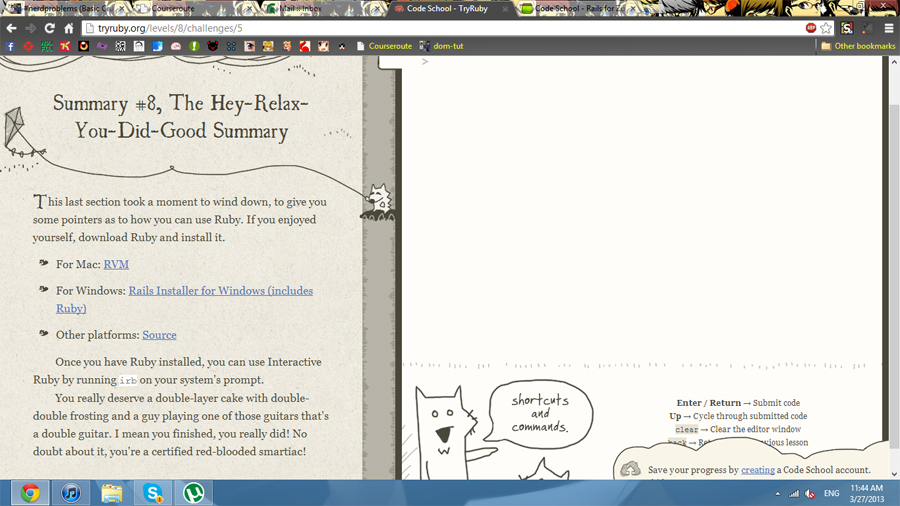 #nerdproblems (Basic C
Courseroute
Mail :: Inbox
Code School - TryRuby
Code School - Rails for Zo
tryruby.org/levels/8/challenges/5
Courseroute
dom-tut
Other bookmarks
>
Summary #8, The Hey-Relax-
You-Did-Good Summary
This last section took a moment to wind down, to give you
some pointers as to how you can use Ruby. If you enjoyed
yourself, download Ruby and install it.
For Mac: RVM
For Windows: Rails Installer for Windows (includes
Ruby)
Other platforms: Source
Once you have Ruby installed, you can use Interactive
Ruby by running irb on your system's prompt.
You really deserve a double-layer cake with double-
double frosting and a guy playing one of those guitars that's
a double guitar. I mean you finished, you really did! No
doubt about it, you're a certified red-blooded smartiac!
shortcuts
and
commands.
Enter / Return → Submit code
Up → Cycle through submitted code
clear → Clear the editor window
Save your progress by creating a Code School account.
ENG
11:44 AM
3/27/2013